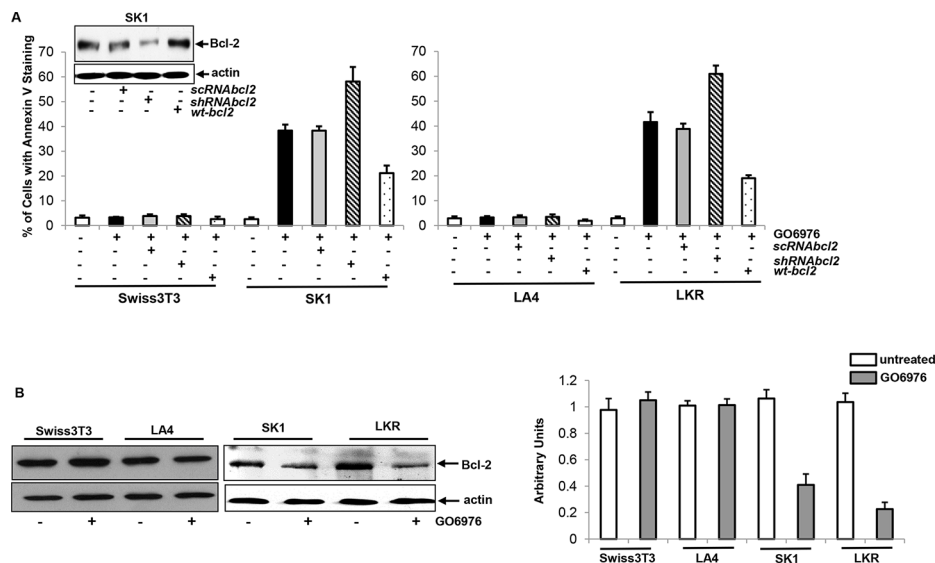 A
SK1
Bcl-2
actin
- + - - scRNAbcl2
- - + - shRNAbcl2
- - - + wt-bcl2
% of Cells with Annexin V Staining
70
60
50
40
30
20
10
0
- + + + + - + + + +
- - + - - - - + - -
- - - + - - - - + -
- - - - + - - - - +
Swiss3T3 SK1
70
60
50
40
30
20
10
0
- + + + + - + + + + GO6976
- - + - - - - + - - scRNAbcl2
- - - + - - - - + - shRNAbcl2
- - - - + - - - - + wt-bcl2
LA4 LKR
B
Swiss3T3 LA4 SK1 LKR
Bcl-2
actin
- + - + - + - + GO6976
untreated
GO6976
Arbitrary Units
1.2
1
0.8
0.6
0.4
0.2
0
Swiss3T3 LA4 SK1 LKR